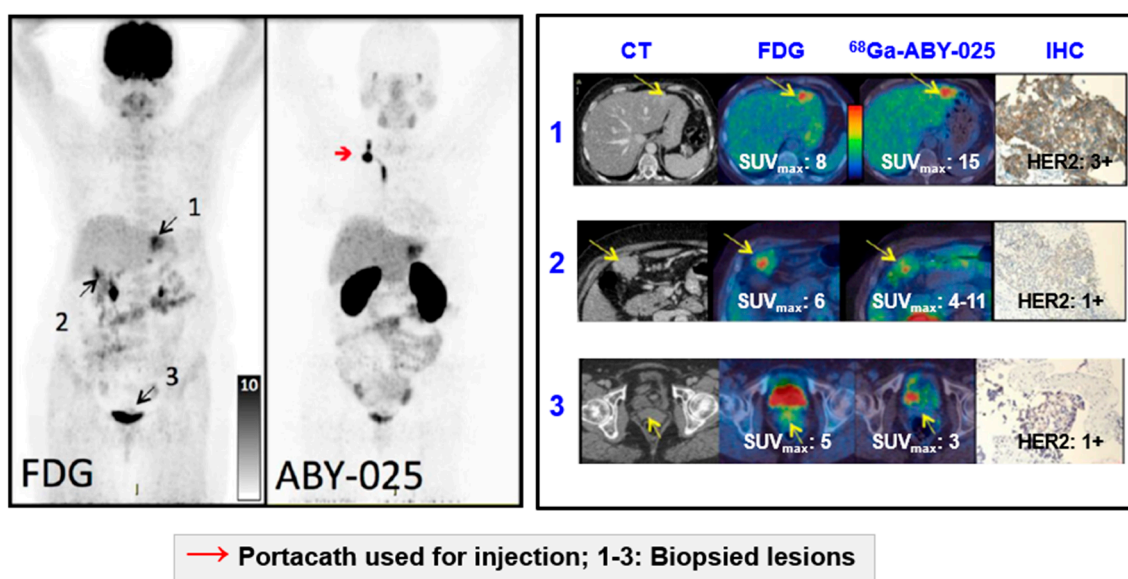 1
2
3
10
FDG
ABY-025
CT FDG ⁶⁸Ga-ABY-025 IHC
1
SUVmax: 8 SUVmax: 15 HER2: 3+
2
SUVmax: 6 SUVmax: 4-11 HER2: 1+
3
SUVmax: 5 SUVmax: 3 HER2: 1+
Portacath used for injection; 1-3: Biopsied lesions